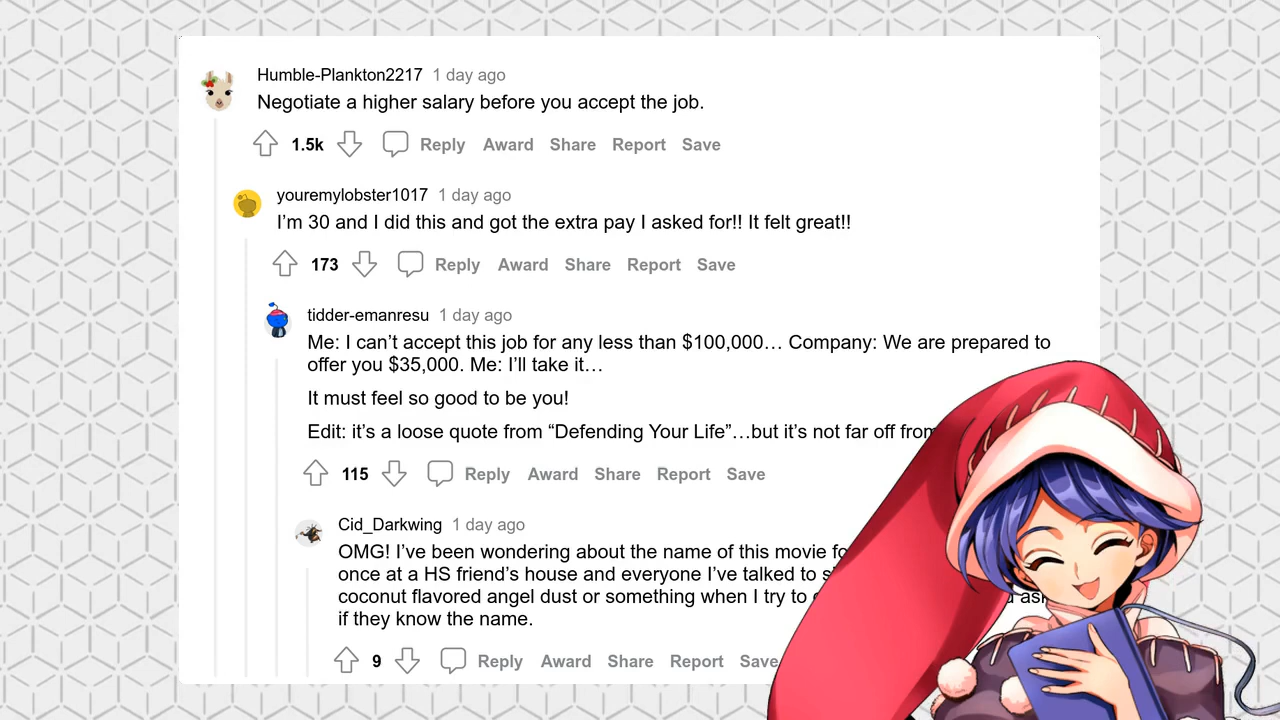 Humble-Plankton2217 1 day ago
Negotiate a higher salary before you accept the job.
1.5k Reply Award Share Report Save
youremylobster1017 1 day ago
I'm 30 and I did this and got the extra pay I asked for!! It felt great!!
173 Reply Award Share Report Save
tidder-emanresu 1 day ago
Me: I can't accept this job for any less than $100,000… Company: We are prepared to
offer you $35,000. Me: I'll take it…
It must feel so good to be you!
Edit: it's a loose quote from “Defending Your Life”…but it's not far off from
115 Reply Award Share Report Save
Cid_Darkwing 1 day ago
OMG! I've been wondering about the name of this movie
once at a HS friend's house and everyone I've talked to
coconut flavored angel dust or something when I try to
if they know the name.
9 Reply Award Share Report Save